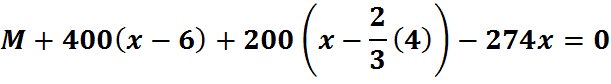 M + 400(x − 6) + 200(x − 2/3 (4)) − 274x = 0